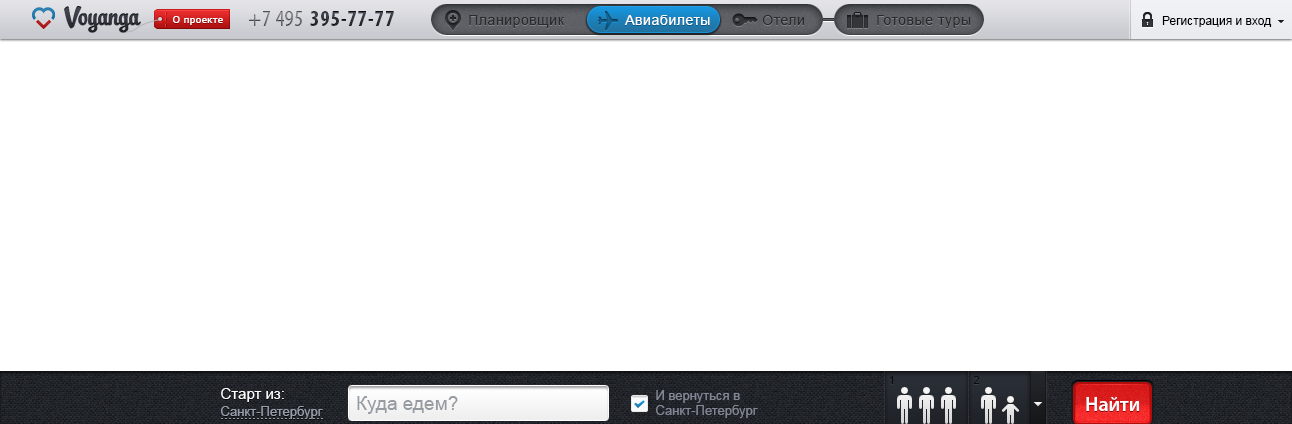 Voyanga
О проекте
+7 495 395-77-77
Планировщик
Авиабилеты
Отели
Готовые туры
Регистрация и вход
Старт из:
Санкт-Петербург
Куда едем?
И вернуться в
Санкт-Петербург
1
2
Найти